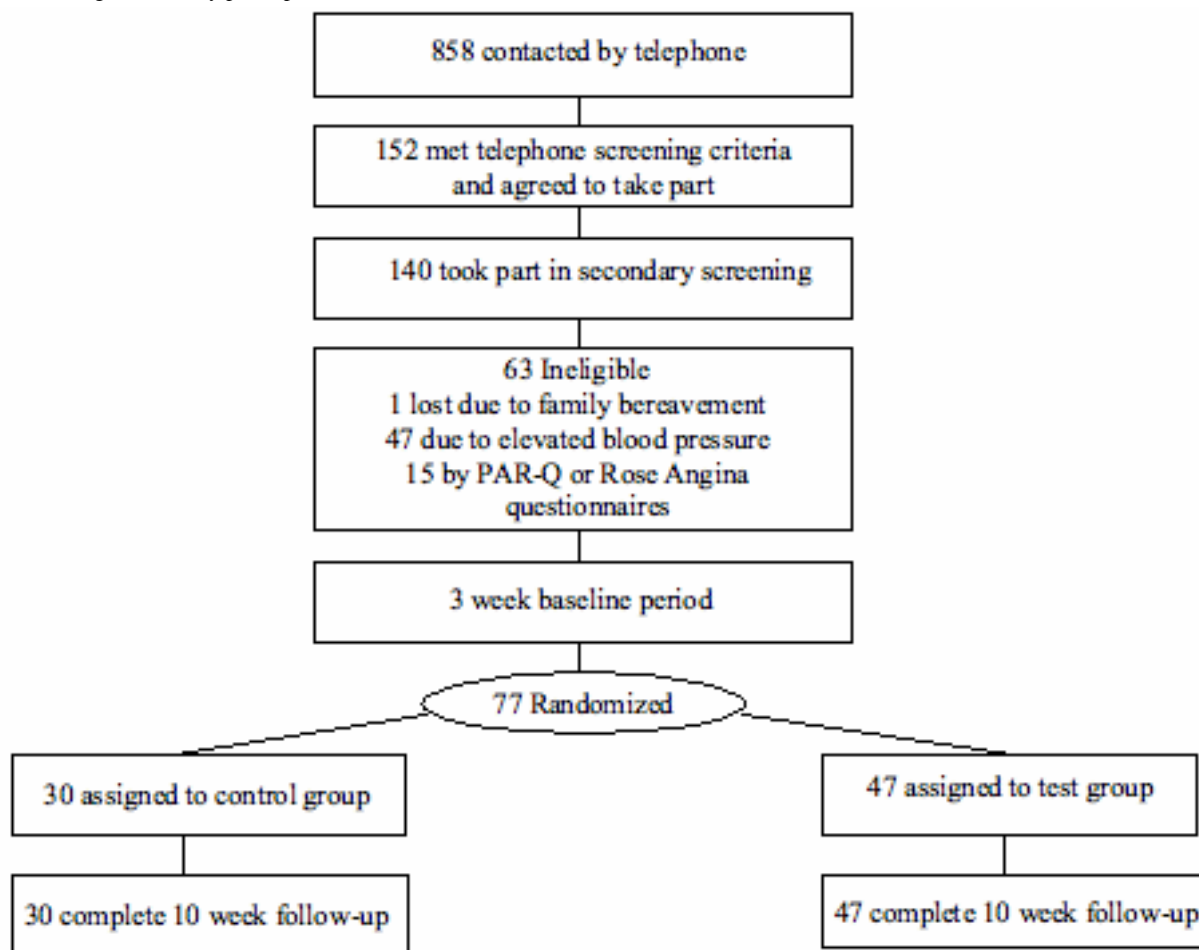 858 contacted by telephone
152 met telephone screening criteria
and agreed to take part
140 took part in secondary screening
63 Ineligible
1 lost due to family bereavement
47 due to elevated blood pressure
15 by PAR-Q or Rose Angina
questionnaires
3 week baseline period
77 Randomized
30 assigned to control group
47 assigned to test group
30 complete 10 week follow-up
47 complete 10 week follow-up